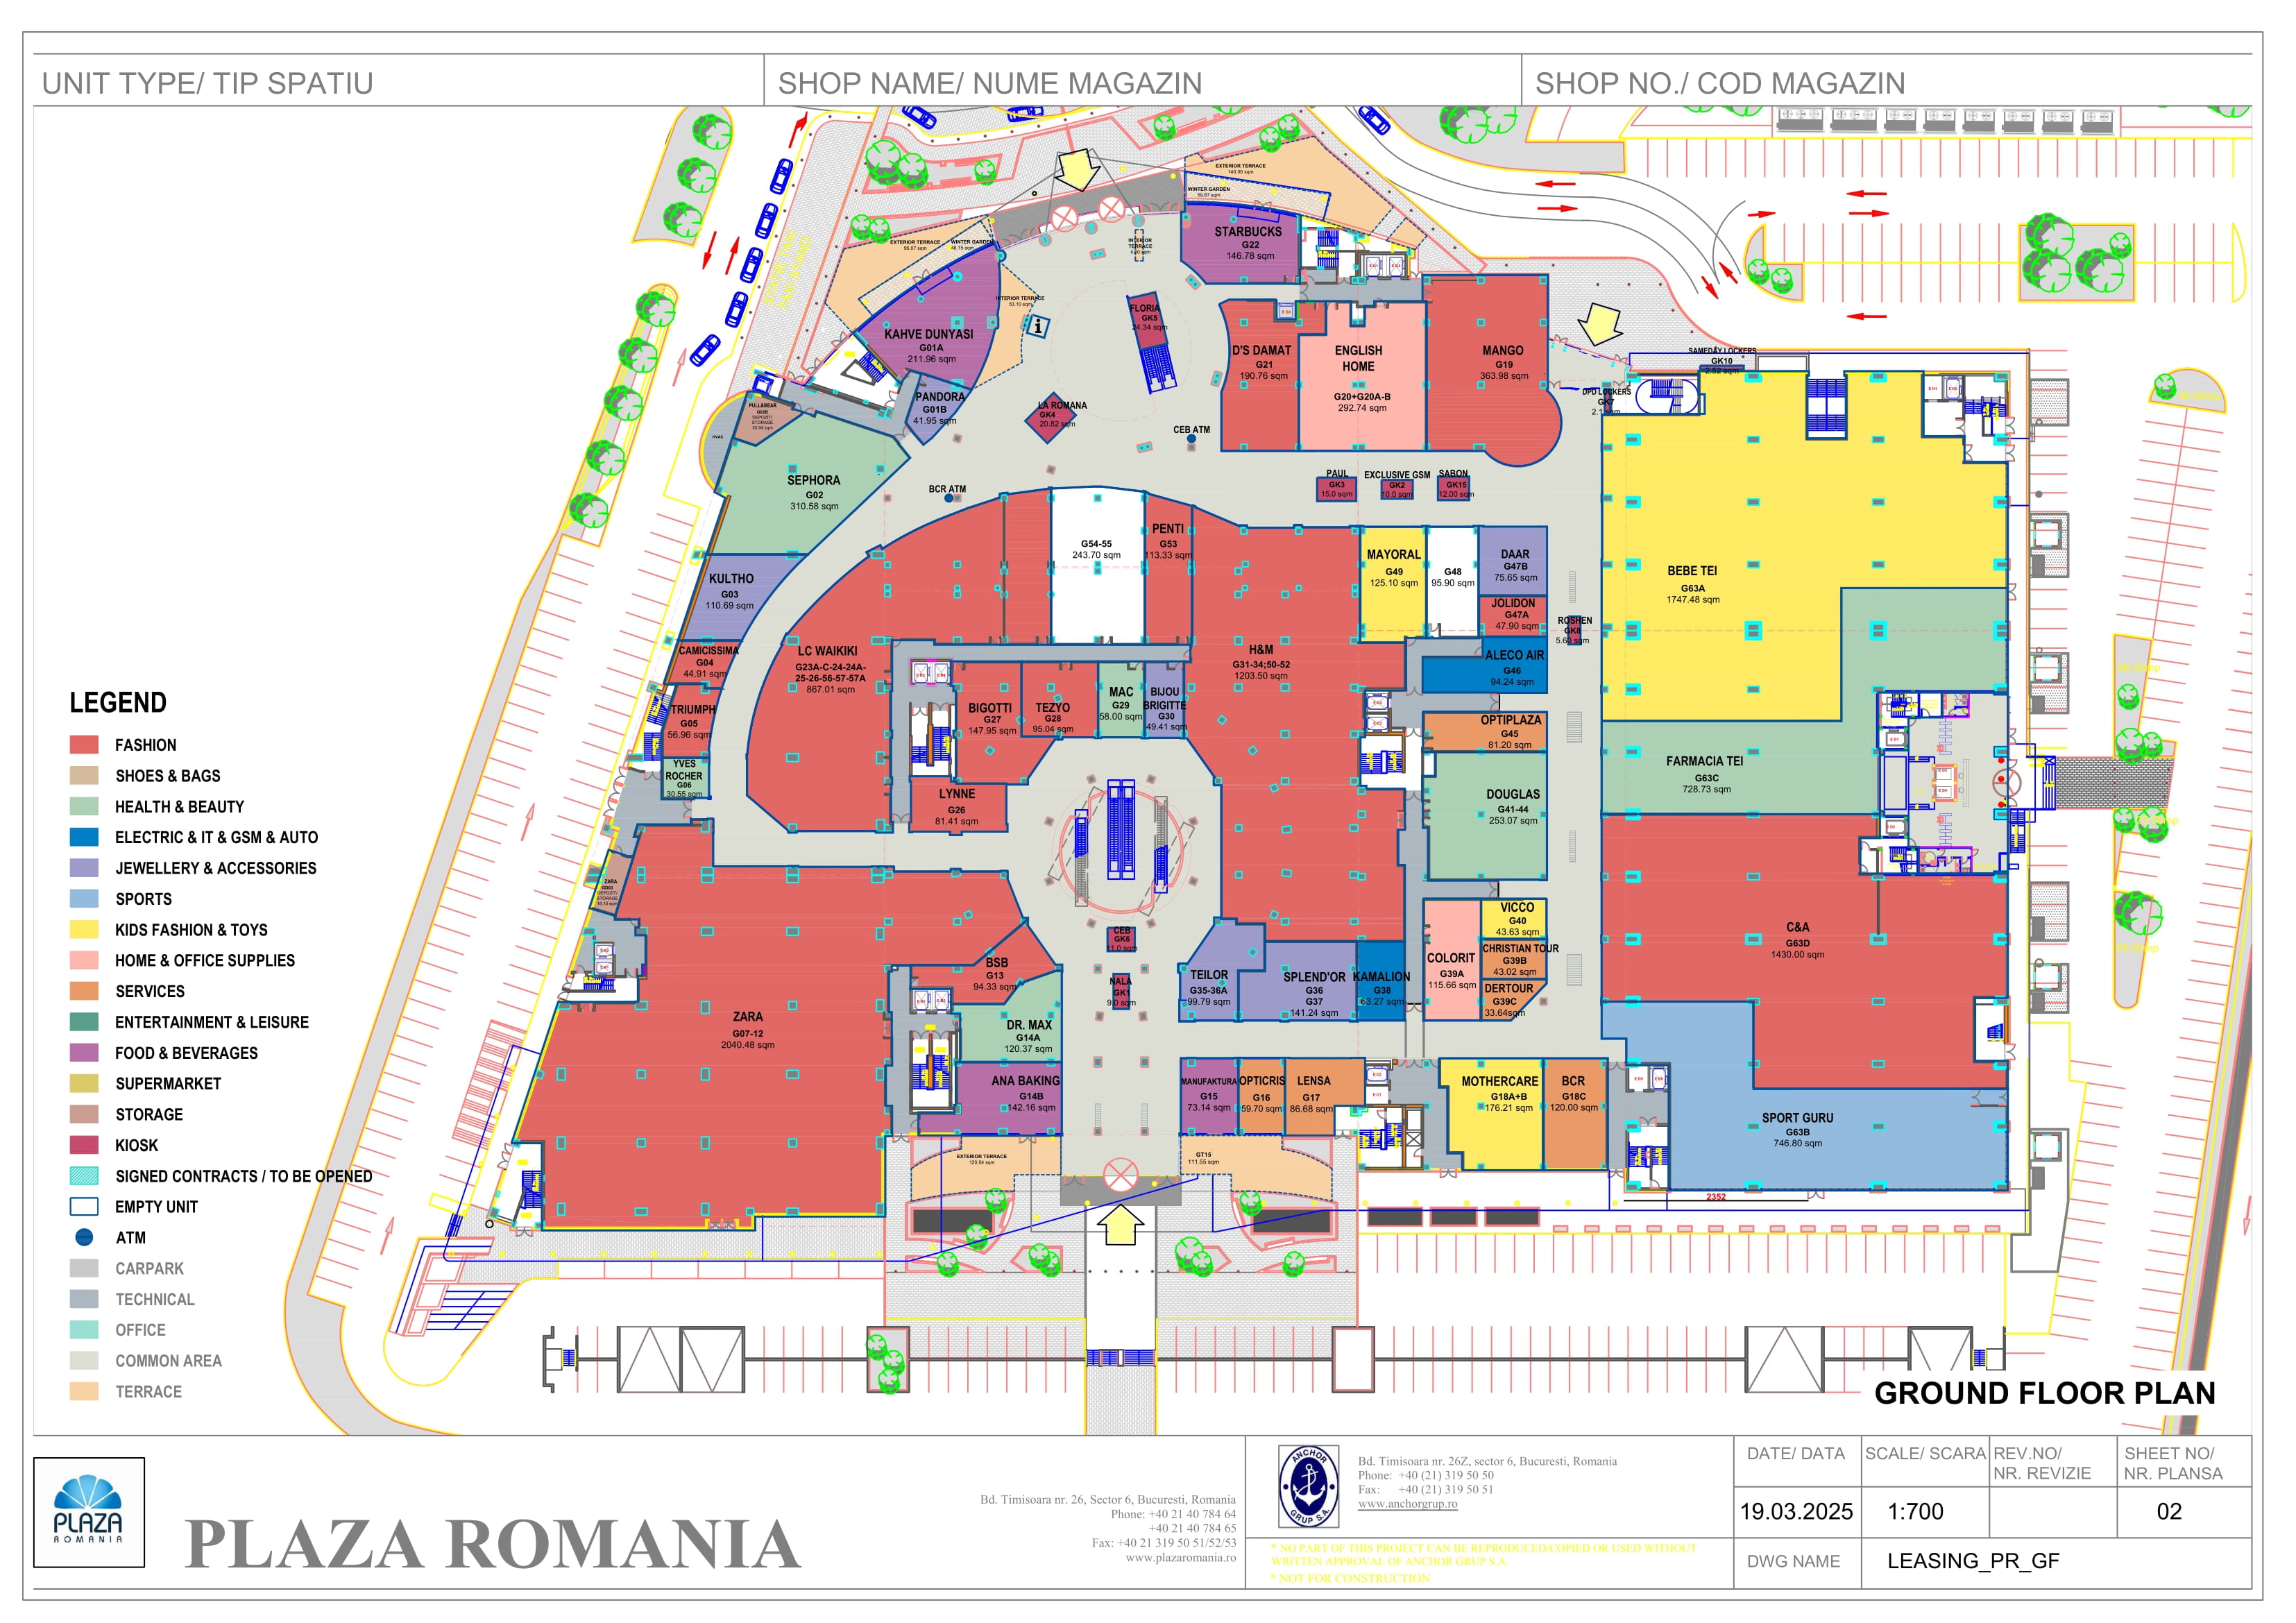 UNIT TYPE/ TIP SPATIU
SHOP NAME/ NUME MAGAZIN
SHOP NO./ COD MAGAZIN
EXTERIOR TERRACE
WINTER GARDEN
STARBUCKS
G22
146.78 sqm
EXTERIOR TERRACE
WINTER GARDEN
INTERIOR TERRACE
INTERIOR TERRACE
53.10 sqm
KAHVE DUNYASI
G01A
211.96 sqm
i
FLORIA
GK5
24.34 sqm
D'S DAMAT
G21
190.76 sqm
ENGLISH
HOME
G20+G20A-B
292.74 sqm
MANGO
G19
363.98 sqm
SAMEDAY LOCKERS
GK10
2.52 sqm
DPD LOCKERS
GK7
PANDORA
G01B
41.95 sqm
LA ROMANA
GK4
20.82 sqm
CEB ATM
PULL&BEAR
DEPOZIT/
STORAGE
HVAC
SEPHORA
G02
310.58 sqm
BCR ATM
PAUL
GK3
15.0 sqm
EXCLUSIVE GSM
GK2
10.0 sqm
SABON
GK15
12.00 sqm
G54-55
243.70 sqm
PENTI
G53
113.33 sqm
MAYORAL
G49
125.10 sqm
G48
95.90 sqm
DAAR
G47B
75.65 sqm
BEBE TEI
G63A
1747.48 sqm
KULTHO
G03
110.69 sqm
JOLIDON
G47A
47.90 sqm
ROSHEN
GK8
5.60 sqm
CAMICISSIMA
G04
44.91 sqm
LC WAIKIKI
G23A-C-24-24A-
25-26-56-57-57A
867.01 sqm
H&M
G31-34;50-52
1203.50 sqm
ALECO AIR
G46
94.24 sqm
TRIUMPH
G05
56.96 sqm
BIGOTTI
G27
147.95 sqm
TEZYO
G28
95.04 sqm
MAC
G29
58.00 sqm
BIJOU
BRIGITTE
G30
49.41 sqm
OPTIPLAZA
G45
81.20 sqm
YVES
ROCHER
G06
30.55 sqm
LYNNE
G26
81.41 sqm
DOUGLAS
G41-44
253.07 sqm
FARMACIA TEI
G63C
728.73 sqm
ZARA
DEPOZIT/
STORAGE
CEB
GK6
11.0 sqm
VICCO
G40
43.63 sqm
C&A
G63D
1430.00 sqm
BSB
G13
94.33 sqm
NALA
GK1
9.0 sqm
TEILOR
G35-36A
99.79 sqm
SPLEND'OR
G36
G37
141.24 sqm
KAMALION
G38
63.27 sqm
COLORIT
G39A
115.66 sqm
CHRISTIAN TOUR
G39B
43.02 sqm
DERTOUR
G39C
33.64sqm
ZARA
G07-12
2040.48 sqm
DR. MAX
G14A
120.37 sqm
ANA BAKING
G14B
142.16 sqm
MANUFAKTURA
G15
73.14 sqm
OPTICRIS
G16
59.70 sqm
LENSA
G17
86.68 sqm
MOTHERCARE
G18A+B
176.21 sqm
BCR
G18C
120.00 sqm
SPORT GURU
G63B
746.80 sqm
EXTERIOR TERRACE
120.04 sqm
GT15
111.55 sqm
2352
LEGEND
FASHION
SHOES & BAGS
HEALTH & BEAUTY
ELECTRIC & IT & GSM & AUTO
JEWELLERY & ACCESSORIES
SPORTS
KIDS FASHION & TOYS
HOME & OFFICE SUPPLIES
SERVICES
ENTERTAINMENT & LEISURE
FOOD & BEVERAGES
SUPERMARKET
STORAGE
KIOSK
SIGNED CONTRACTS / TO BE OPENED
EMPTY UNIT
ATM
CARPARK
TECHNICAL
OFFICE
COMMON AREA
TERRACE
GROUND FLOOR PLAN
PLAZA
ROMANIA
PLAZA ROMANIA
Bd. Timisoara nr. 26, Sector 6, Bucuresti, Romania
Phone: +40 21 40 784 64
+40 21 40 784 65
Fax: +40 21 319 50 51/52/53
www.plazaromania.ro
ANCHOR
GRUP S.A.
Bd. Timisoara nr. 26Z, sector 6, Bucuresti, Romania
Phone: +40 (21) 319 50 50
Fax: +40 (21) 319 50 51
www.anchorgrup.ro
* NO PART OF THIS PROJECT CAN BE REPRODUCED/COPIED OR USED WITHOUT
WRITTEN APPROVAL OF ANCHOR GRUP S.A.
* NOT FOR CONSTRUCTION
DATE/ DATA
SCALE/ SCARA
REV.NO/
NR. REVIZIE
SHEET NO/
NR. PLANSA
19.03.2025
1:700
02
DWG NAME
LEASING_PR_GF